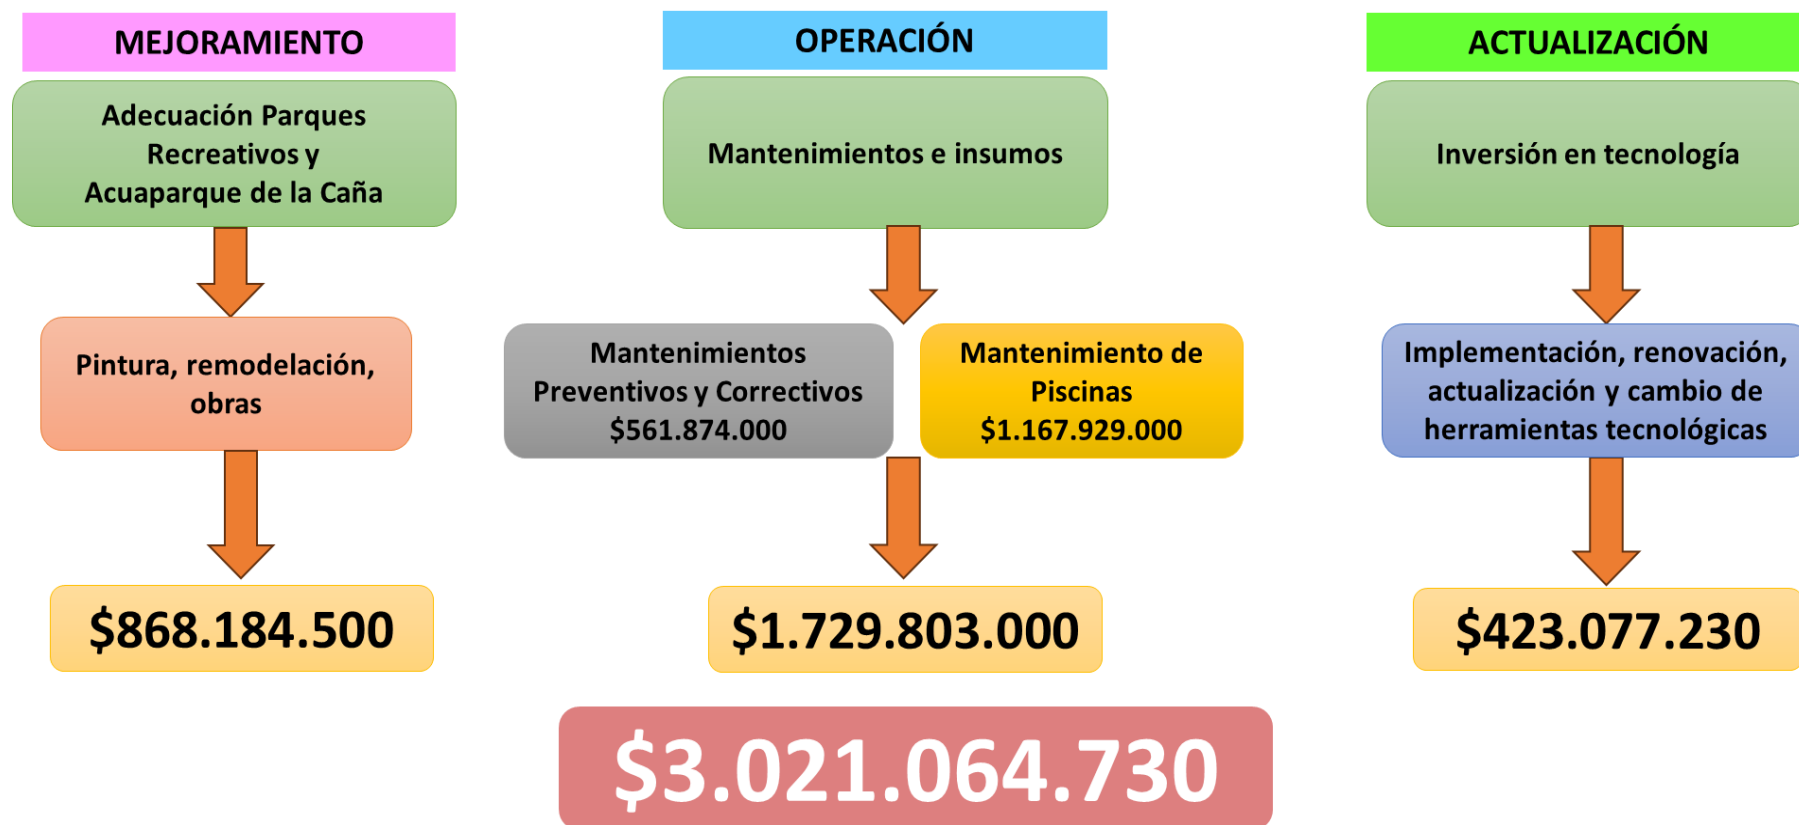 MEJORAMIENTO
Adecuación Parques
Recreativos y
Acuaparque de la Caña
Pintura, remodelación,
obras
$868.184.500
OPERACIÓN
Mantenimientos e insumos
Mantenimientos
Preventivos y Correctivos
$561.874.000
Mantenimiento de
Piscinas
$1.167.929.000
$1.729.803.000
ACTUALIZACIÓN
Inversión en tecnología
Implementación, renovación,
actualización y cambio de
herramientas tecnológicas
$423.077.230
$3.021.064.730